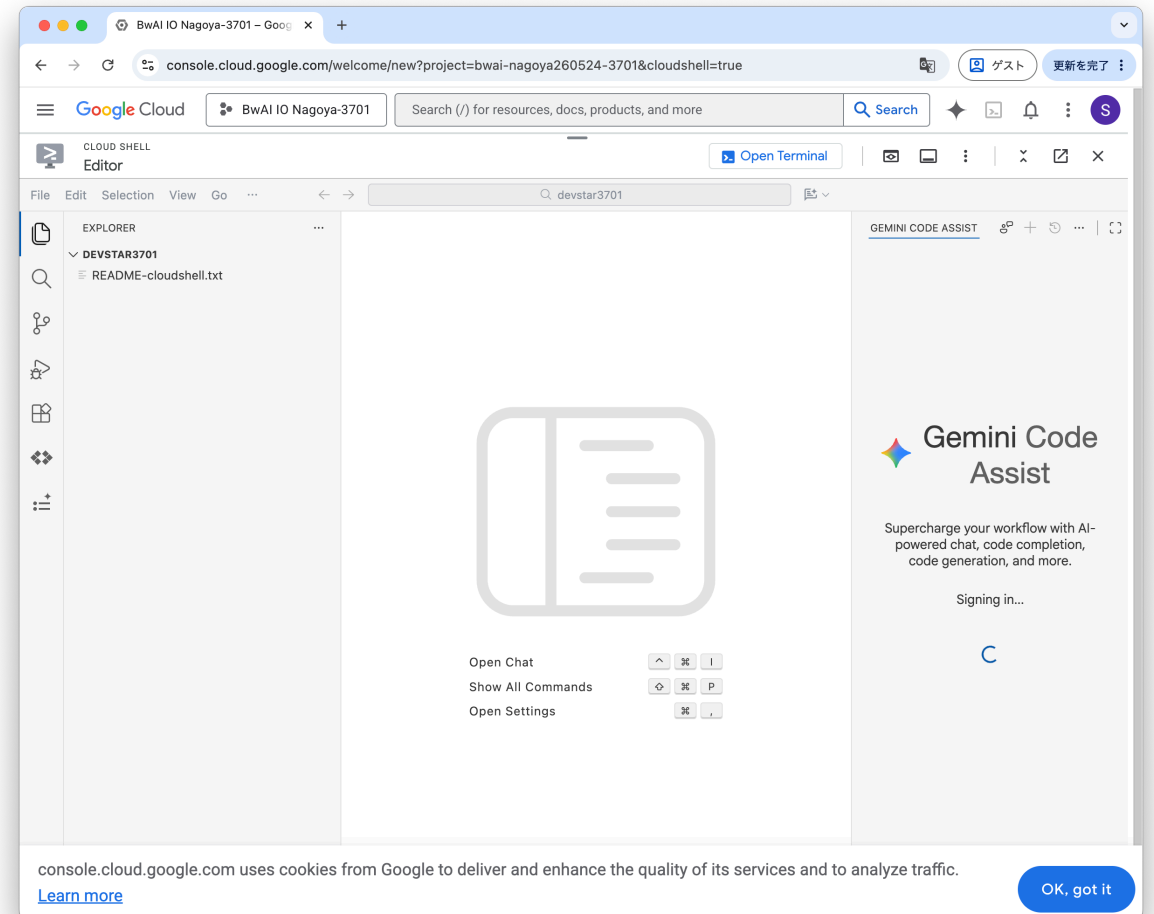 BwAI IO Nagoya-3701 – Goog
console.cloud.google.com/welcome/new?project=bwai-nagoya260524-3701&cloudshell=true
ゲスト
更新を完了
Google Cloud
BwAI IO Nagoya-3701
Search (/) for resources, docs, products, and more
Search
S
CLOUD SHELL
Editor
Open Terminal
File Edit Selection View Go ...
devstar3701
EXPLORER
DEVSTAR3701
README-cloudshell.txt
GEMINI CODE ASSIST
Gemini Code
Assist
Supercharge your workflow with AI-
powered chat, code completion,
code generation, and more.
Signing in...
Open Chat ^ ⌘ I
Show All Commands ⇧ ⌘ P
Open Settings ⌘ ,
console.cloud.google.com uses cookies from Google to deliver and enhance the quality of its services and to analyze traffic.
Learn more
OK, got it